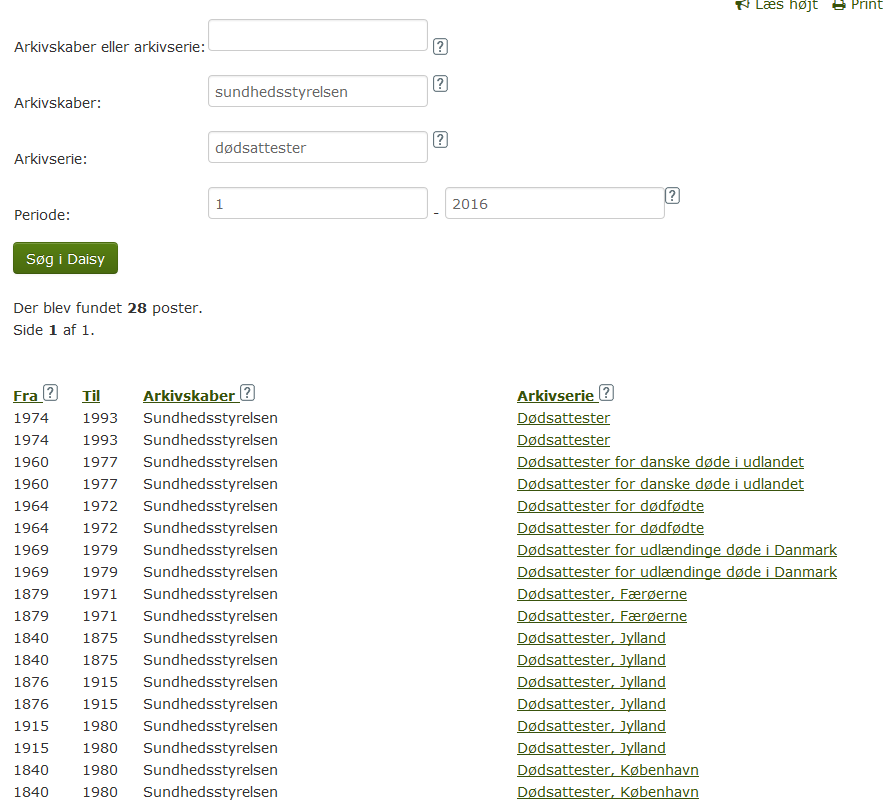 Læs højt Print
Arkivskaber eller arkivserie: ?
Arkivskaber: sundhedsstyrelsen ?
Arkivserie: dødsattester ?
Periode: 1 - 2016 ?
Søg i Daisy
Der blev fundet 28 poster.
Side 1 af 1.
Fra ? Til Arkivskaber ? Arkivserie ?
1974 1993 Sundhedsstyrelsen Dødsattester
1974 1993 Sundhedsstyrelsen Dødsattester
1960 1977 Sundhedsstyrelsen Dødsattester for danske døde i udlandet
1960 1977 Sundhedsstyrelsen Dødsattester for danske døde i udlandet
1964 1972 Sundhedsstyrelsen Dødsattester for dødfødte
1964 1972 Sundhedsstyrelsen Dødsattester for dødfødte
1969 1979 Sundhedsstyrelsen Dødsattester for udlændinge døde i Danmark
1969 1979 Sundhedsstyrelsen Dødsattester for udlændinge døde i Danmark
1879 1971 Sundhedsstyrelsen Dødsattester, Færøerne
1879 1971 Sundhedsstyrelsen Dødsattester, Færøerne
1840 1875 Sundhedsstyrelsen Dødsattester, Jylland
1840 1875 Sundhedsstyrelsen Dødsattester, Jylland
1876 1915 Sundhedsstyrelsen Dødsattester, Jylland
1876 1915 Sundhedsstyrelsen Dødsattester, Jylland
1915 1980 Sundhedsstyrelsen Dødsattester, Jylland
1915 1980 Sundhedsstyrelsen Dødsattester, Jylland
1840 1980 Sundhedsstyrelsen Dødsattester, København
1840 1980 Sundhedsstyrelsen Dødsattester, København